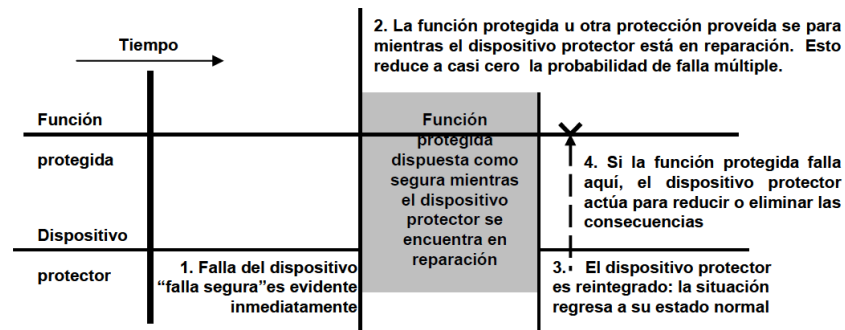 2. La función protegida u otra protección proveída se para
mientras el dispositivo protector está en reparación. Esto
reduce a casi cero la probabilidad de falla múltiple.
Tiempo
Función
protegida
Función
protegida
dispuesta como
segura mientras
el dispositivo
protector se
encuentra en
reparación
4. Si la función protegida falla
aquí, el dispositivo protector
actúa para reducir o eliminar las
consecuencias
Dispositivo
protector
1. Falla del dispositivo
“falla segura”es evidente
inmediatamente
3. El dispositivo protector
es reintegrado: la situación
regresa a su estado normal